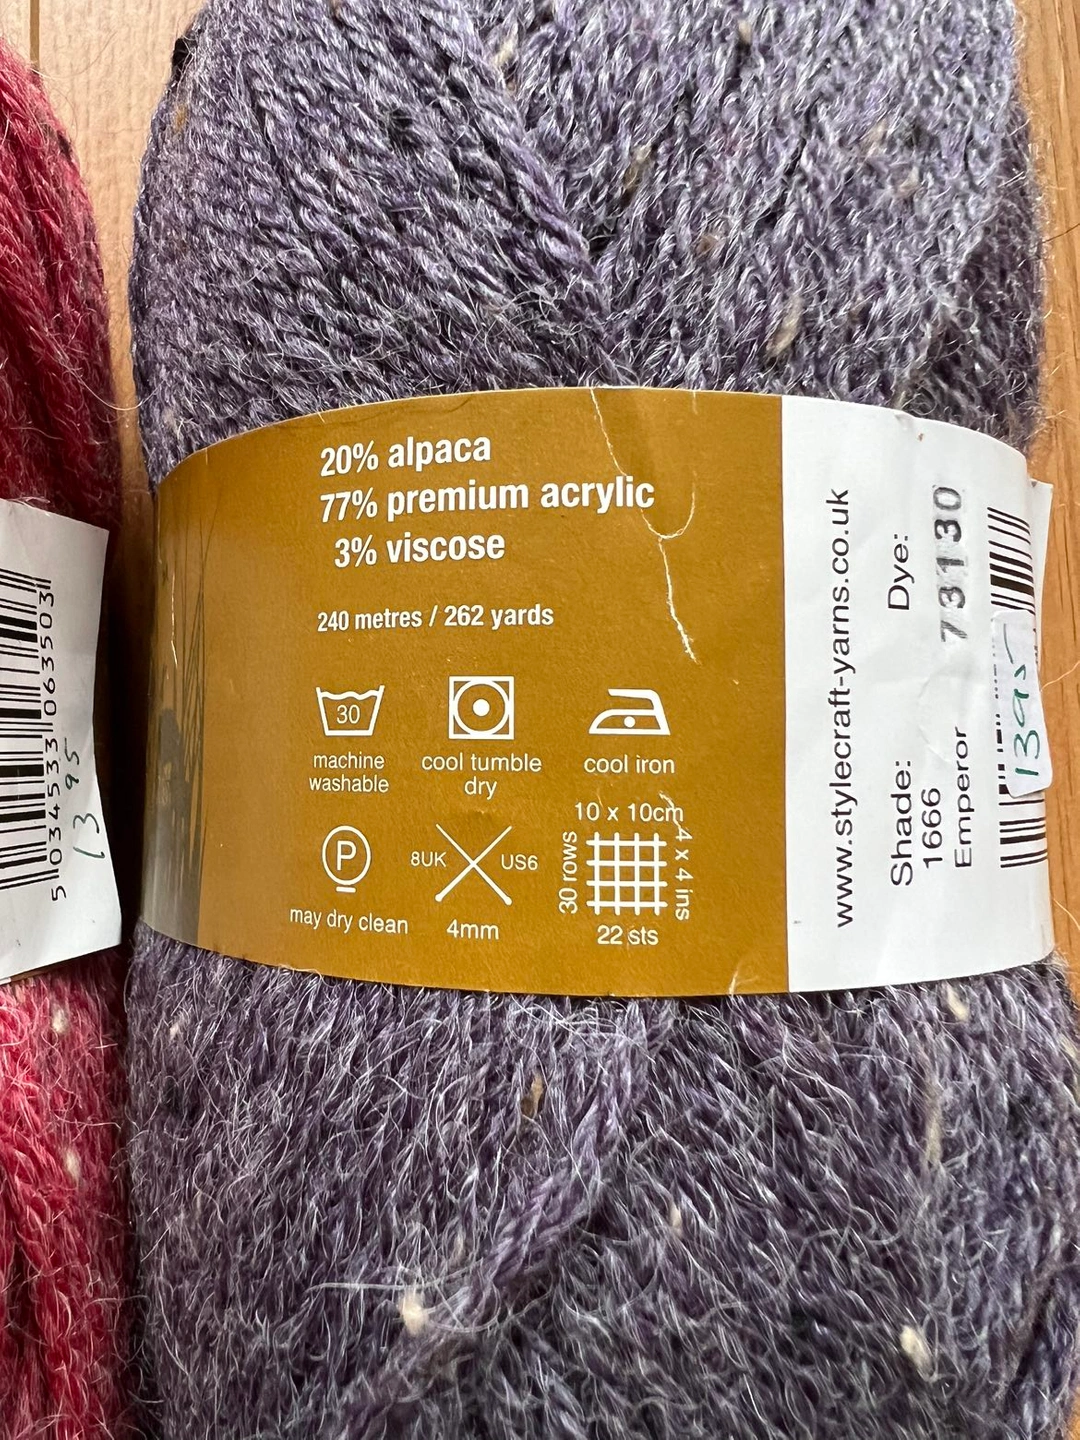 20% alpaca
77% premium acrylic
3% viscose
240 metres / 262 yards
30
machine
washable
cool tumble
dry
cool iron
P
may dry clean
8UK
US6
4mm
10 x 10cm
30 rows
4 x 4 ins
22 sts
www.stylecraft-yarns.co.uk
Shade:
1666
Emperor
Dye:
73130
1395
5 034533 063503
1395